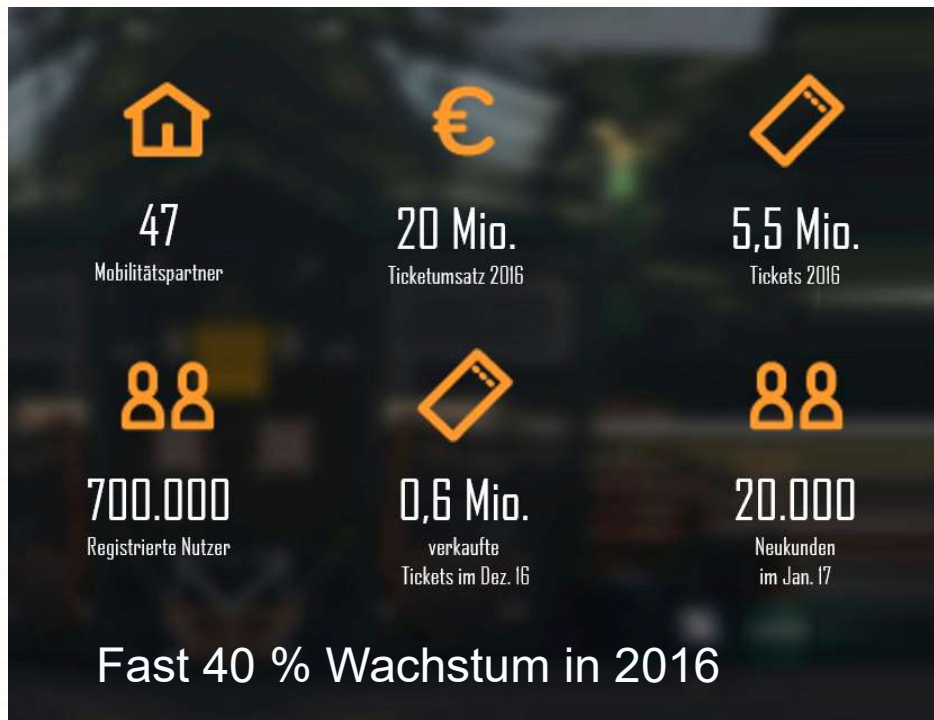 €
47
Mobilitätspartner
20 Mio.
Ticketumsatz 2016
5,5 Mio.
Tickets 2016
700.000
Registrierte Nutzer
0,6 Mio.
verkaufte
Tickets im Dez. 16
20.000
Neukunden
im Jan. 17
Fast 40 % Wachstum in 2016